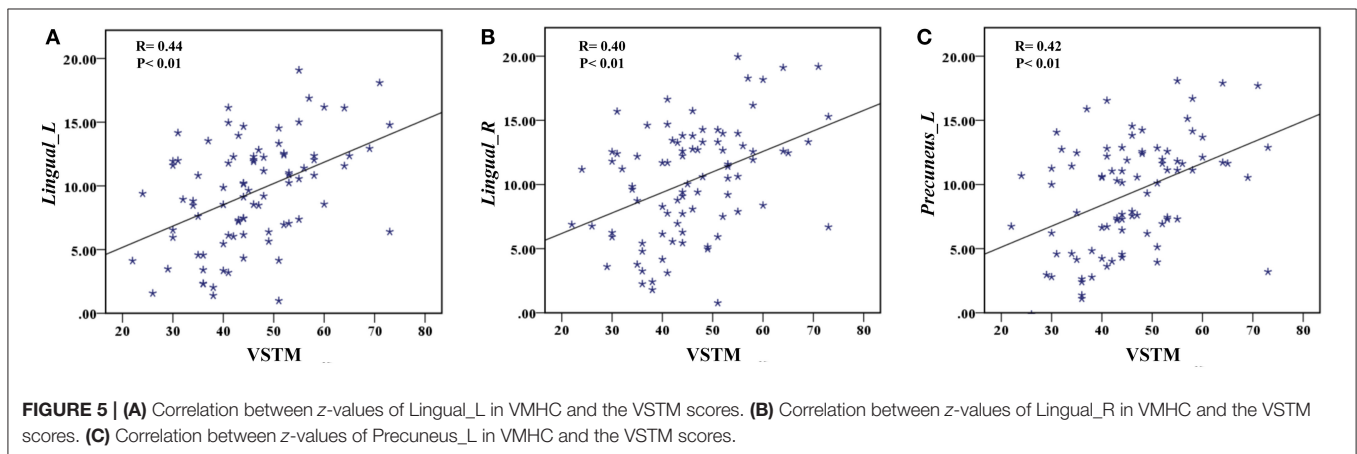 A
R= 0.44
P< 0.01
20.00
15.00
10.00
5.00
.00
Lingual_L
20 30 40 50 60 70 80
VSTM
B
R= 0.40
P< 0.01
20.00
15.00
10.00
5.00
.00
Lingual_R
20 30 40 50 60 70 80
VSTM
C
R= 0.42
P< 0.01
20.00
15.00
10.00
5.00
.00
Precuneus_L
20 30 40 50 60 70 80
VSTM
FIGURE 5 | (A) Correlation between z-values of Lingual_L in VMHC and the VSTM scores. (B) Correlation between z-values of Lingual_R in VMHC and the VSTM
scores. (C) Correlation between z-values of Precuneus_L in VMHC and the VSTM scores.